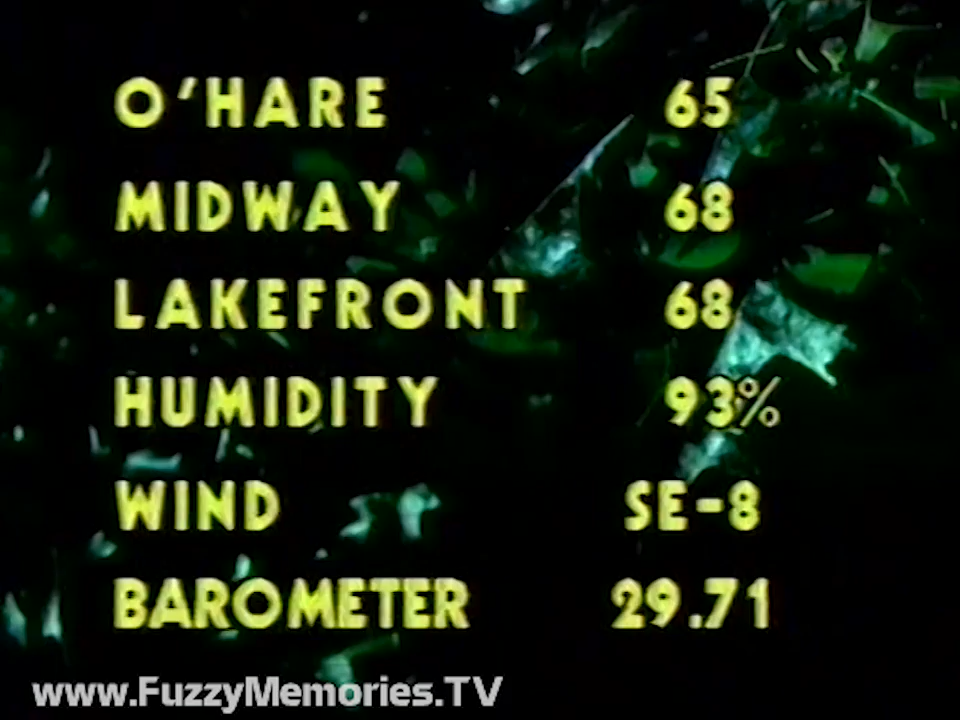 O'HARE 65
MIDWAY 68
LAKEFRONT 68
HUMIDITY 93%
WIND SE-8
BAROMETER 29.71
www.FuzzyMemories.TV